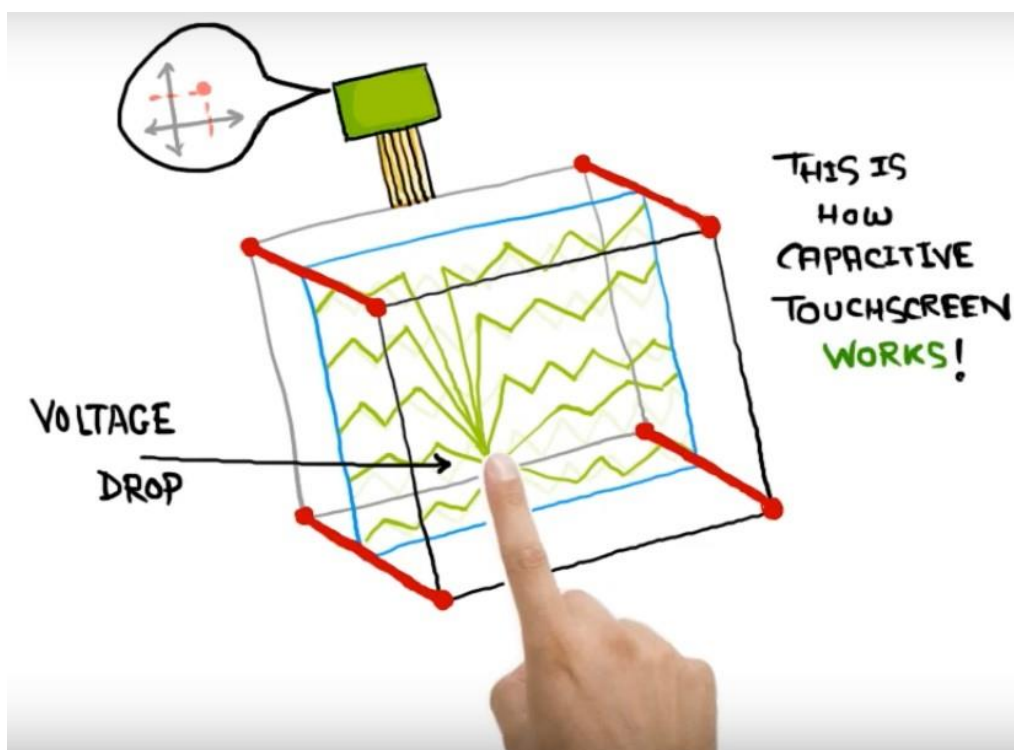 THIS IS
HOW
CAPACITIVE
TOUCHSCREEN
WORKS!
VOLTAGE
DROP